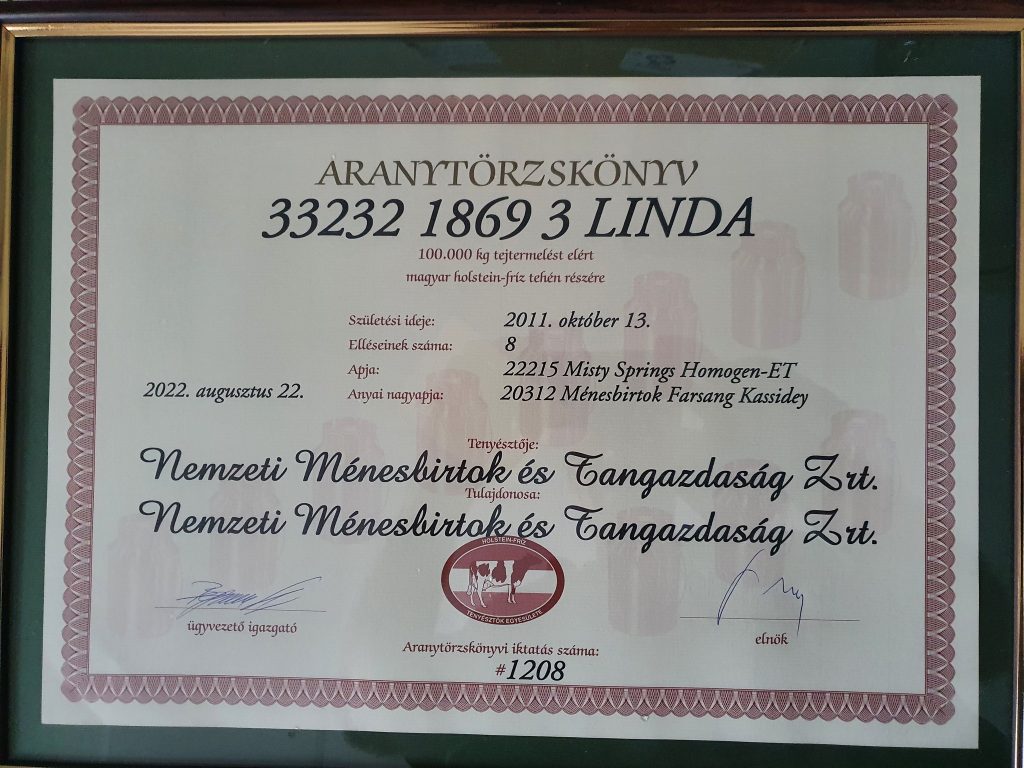 ARANYTÖRZSKÖNYV
33232 1869 3 LINDA
100.000 kg tejtermelést elért
magyar holstein-fríz tehén részére
Születési ideje: 2011. október 13.
Elléseinek száma: 8
Apja: 22215 Misty Springs Homogen-ET
2022. augusztus 22. Anyai nagyapja: 20312 Ménesbirtok Farsang Kassidey
Tenyésztője:
Nemzeti Ménesbirtok és Tangazdaság Zrt.
Tulajdonosa:
Nemzeti Ménesbirtok és Tangazdaság Zrt.
HOLSTEIN-FRÍZ
TENYÉSZTŐK EGYESÜLETE
ügyvezető igazgató
elnök
Aranytörzskönyvi iktatás száma:
#1208